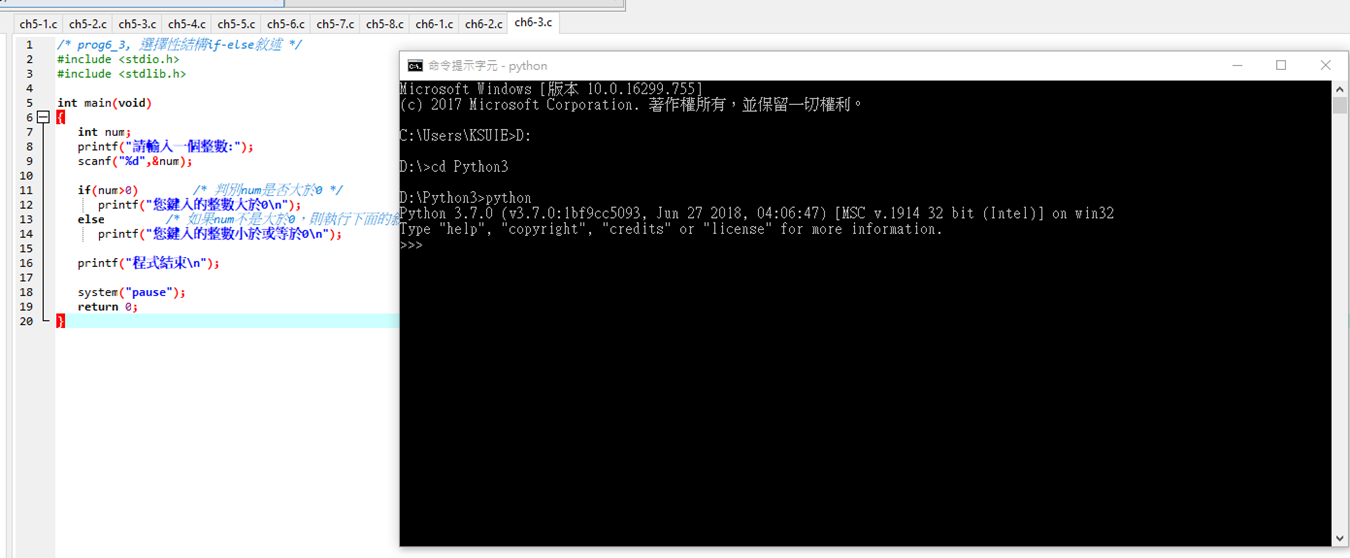 ch5-1.c ch5-2.c ch5-3.c ch5-4.c ch5-5.c ch5-6.c ch5-7.c ch5-8.c ch6-1.c ch6-2.c ch6-3.c
1 /* prog6_3, 選擇性結構if-else敘述 */
2 #include <stdio.h>
3 #include <stdlib.h>
4
5 int main(void)
6 {
7 int num;
8 printf("請輸入一個整數:");
9 scanf("%d",&num);
10
11 if(num>0) /* 判別num是否大於0 */
12 printf("您鍵入的整數大於0\n");
13 else /* 如果num不是大於0，則執行下面的
14 printf("您鍵入的整數小於或等於0\n");
15
16 printf("程式結束\n");
17
18 system("pause");
19 return 0;
20 }
命令提示字元 - python
Microsoft Windows [版本 10.0.16299.755]
(c) 2017 Microsoft Corporation. 著作權所有，並保留一切權利。
C:\Users\KSUIE>D:
D:\>cd Python3
D:\Python3>python
Python 3.7.0 (v3.7.0:1bf9cc5093, Jun 27 2018, 04:06:47) [MSC v.1914 32 bit (Intel)] on win32
Type "help", "copyright", "credits" or "license" for more information.
>>>